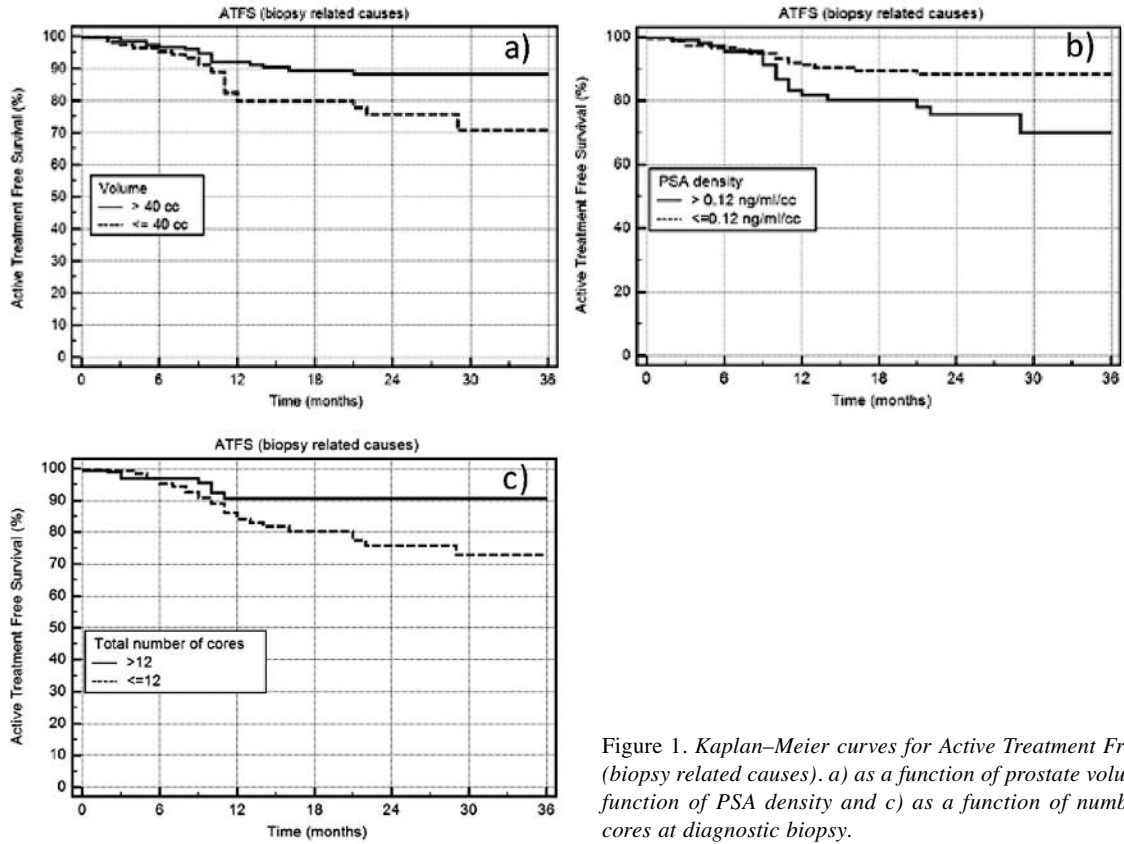 ATFS (biopsy related causes)
a)
Active Treatment Free Survival (%)
100
90
80
70
60
50
40
30
20
10
0
Volume
> 40 cc
<= 40 cc
0 6 12 18 24 30 36
Time (months)
ATFS (biopsy related causes)
b)
Active Treatment Free Survival (%)
100
80
60
40
20
0
PSA density
> 0.12 ng/ml/cc
<=0.12 ng/ml/cc
0 6 12 18 24 30 36
Time (months)
ATFS (biopsy related causes)
c)
Active Treatment Free Survival (%)
100
90
80
70
60
50
40
30
20
10
0
Total number of cores
>12
<=12
0 6 12 18 24 30 36
Time (months)
Figure 1. Kaplan–Meier curves for Active Treatment Fr
(biopsy related causes). a) as a function of prostate volu
function of PSA density and c) as a function of numb
cores at diagnostic biopsy.